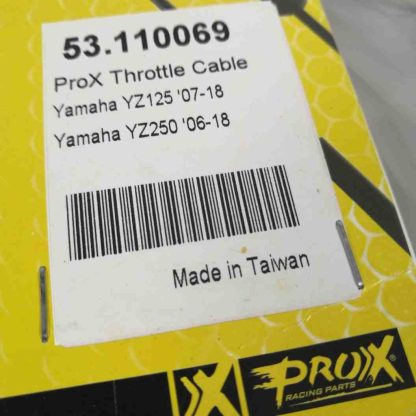 53.110069
ProX Throttle Cable
Yamaha YZ125 '07-18
Yamaha YZ250 '06-18
Made in Taiwan
PROX
RACING PARTS